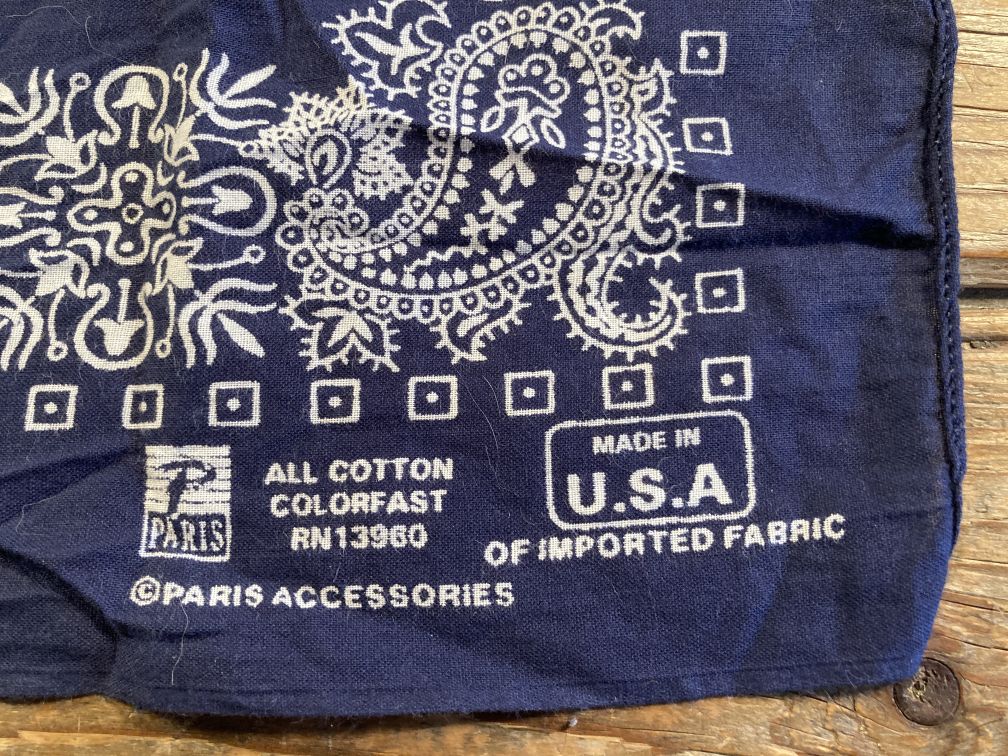 PARIS
ALL COTTON
COLORFAST
RN13960
©PARIS ACCESSORIES
MADE IN
U.S.A
OF IMPORTED FABRIC